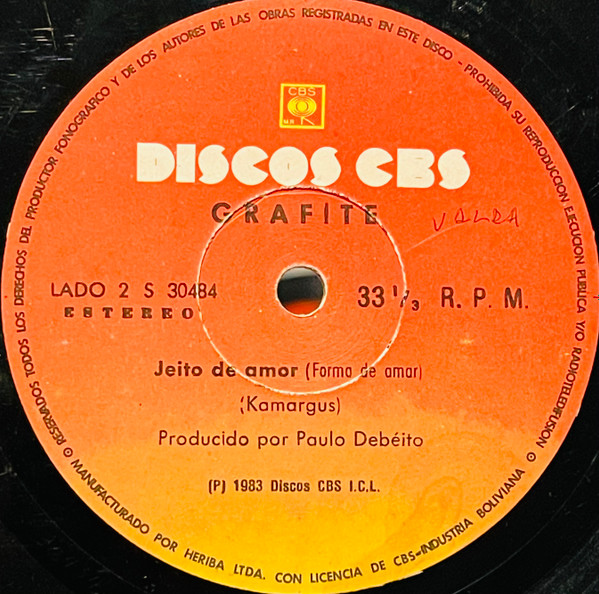 RESERVADOS TODOS LOS DERECHOS DEL PRODUCTOR FONOGRAFICO Y DE LOS AUTORES DE LAS OBRAS REGISTRADAS EN ESTE DISCO - PROHIBIDA SU REPRODUCCION EJECUCION PUBLICA Y/O RADIOTELEDIFUSION
CBS
M.R
DISCOS CBS
GRAFITE
VALDA
LADO 2 S 30484
33 1/3 R. P. M.
ESTEREO
Jeito de amor (Forma de amar)
(Kamargus)
Producido por Paulo Debéito
(P) 1983 Discos CBS I.C.L.
MANUFACTURADO POR HERIBA LTDA. CON LICENCIA DE CBS-INDUSTRIA BOLIVIANA